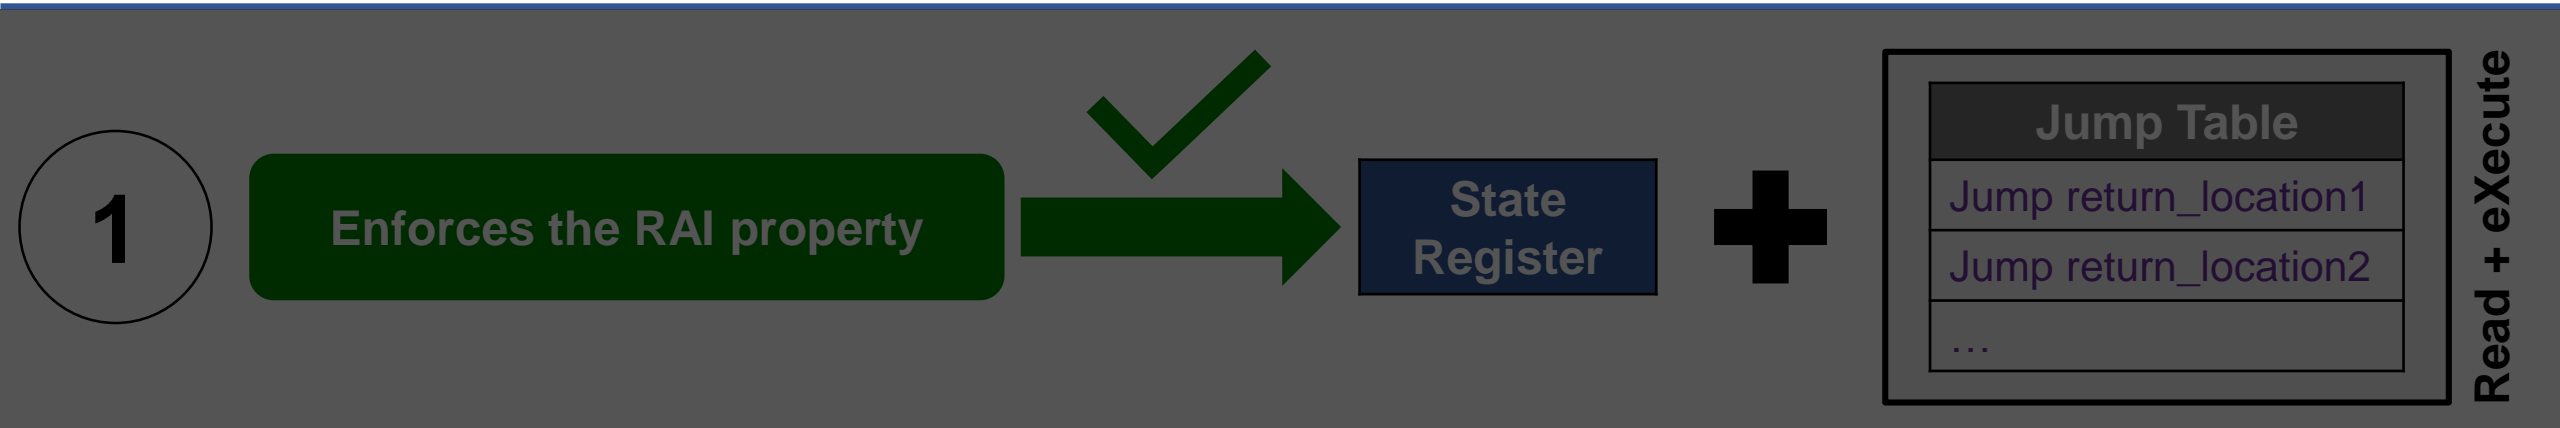 1
Enforces the RAI property
State
Register
Jump Table
Jump return_location1
Jump return_location2
...
Read + eXecute